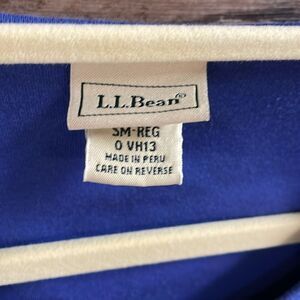 L.L.Bean®
SM-REG
0 VH13
MADE IN PERU
CARE ON REVERSE